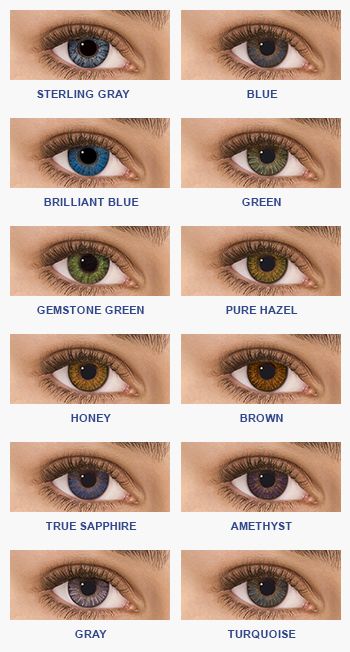 STERLING GRAY
BLUE
BRILLIANT BLUE
GREEN
GEMSTONE GREEN
PURE HAZEL
HONEY
BROWN
TRUE SAPPHIRE
AMETHYST
GRAY
TURQUOISE